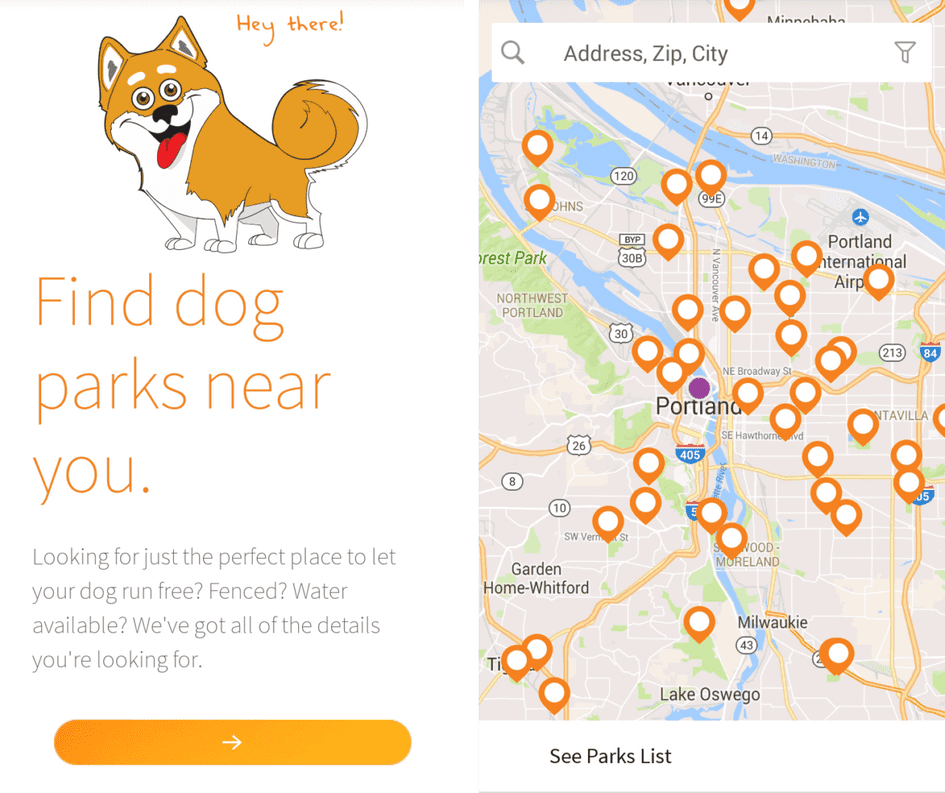 Hey there!
Find dog
parks near
you.
Looking for just the perfect place to let
your dog run free? Fenced? Water
available? We've got all of the details
you're looking for.
Minnehaha
Address, Zip, City
Vancouver
14
WASHINGTON
120
99E
BYP
30B
Portland
International
Airp
orest Park
N Vancouver Ave
NORTHWEST
PORTLAND
30
213
84
NE Broadway St
Portland
NTAVILLA
SE Hawthorne Blvd
26
405
8
10
SW Vermont St
MORELAND
Garden
Home-Whitford
Milwaukie
43
Lake Oswego
See Parks List